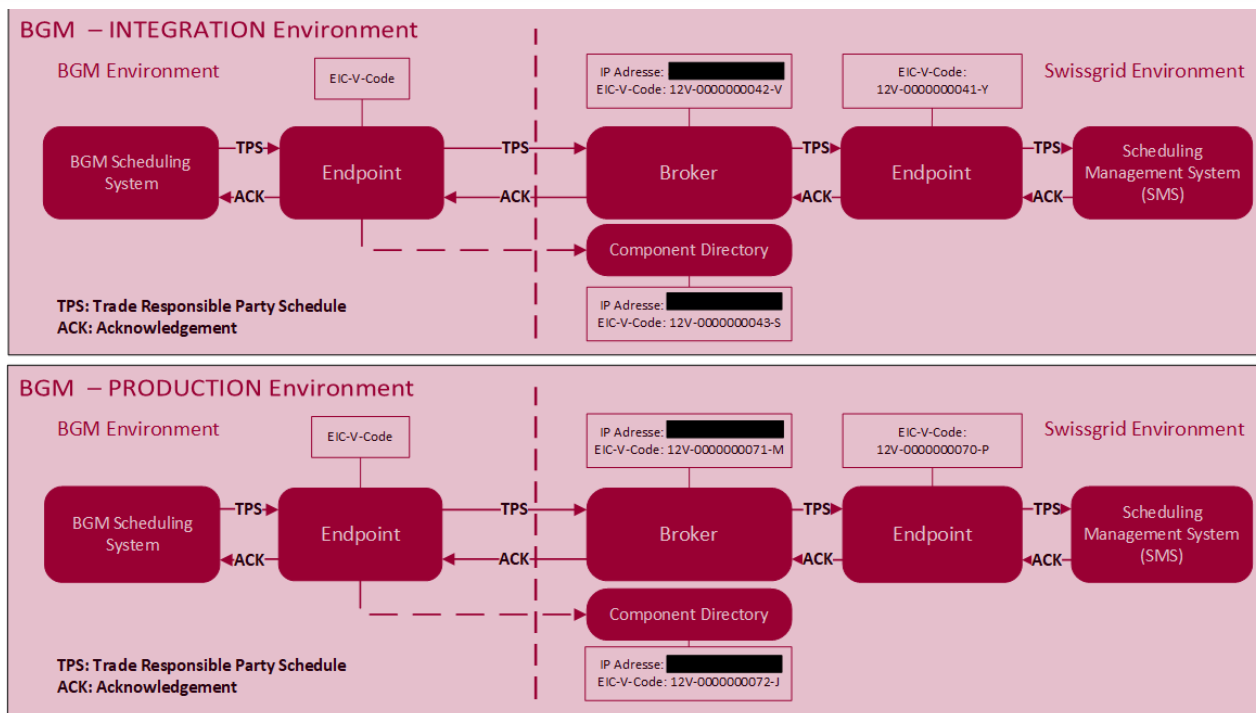 BGM – INTEGRATION Environment
BGM Environment
EIC-V-Code
IP Adresse:
EIC-V-Code: 12V-0000000042-V
EIC-V-Code:
12V-0000000041-Y
Swissgrid Environment
BGM Scheduling
System
TPS
ACK
Endpoint
TPS
ACK
Broker
TPS
ACK
Endpoint
TPS
ACK
Scheduling
Management System
(SMS)
Component Directory
IP Adresse:
EIC-V-Code: 12V-0000000043-S
TPS: Trade Responsible Party Schedule
ACK: Acknowledgement
BGM – PRODUCTION Environment
BGM Environment
EIC-V-Code
IP Adresse:
EIC-V-Code: 12V-0000000071-M
EIC-V-Code:
12V-0000000070-P
Swissgrid Environment
BGM Scheduling
System
TPS
ACK
Endpoint
TPS
ACK
Broker
TPS
ACK
Endpoint
TPS
ACK
Scheduling
Management System
(SMS)
Component Directory
IP Adresse:
EIC-V-Code: 12V-0000000072-J
TPS: Trade Responsible Party Schedule
ACK: Acknowledgement